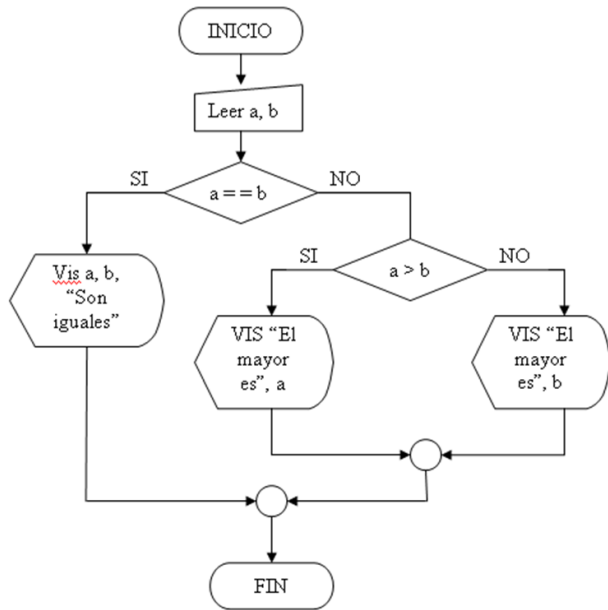 INICIO
Leer a, b
SI
a = = b
NO
Vis a, b,
“Son
iguales”
SI
a > b
NO
VIS “El
mayor
es”, a
VIS “El
mayor
es”, b
FIN